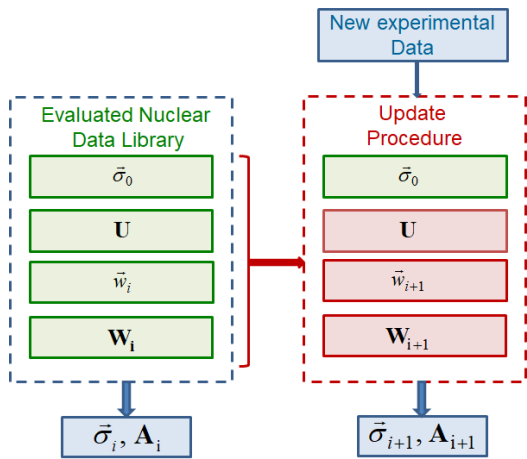 New experimental
Data
Evaluated Nuclear
Data Library
σ⃗₀
U
w⃗ᵢ
Wᵢ
σ⃗ᵢ, Aᵢ
Update
Procedure
σ⃗₀
U
w⃗ᵢ₊₁
Wᵢ₊₁
σ⃗ᵢ₊₁, Aᵢ₊₁